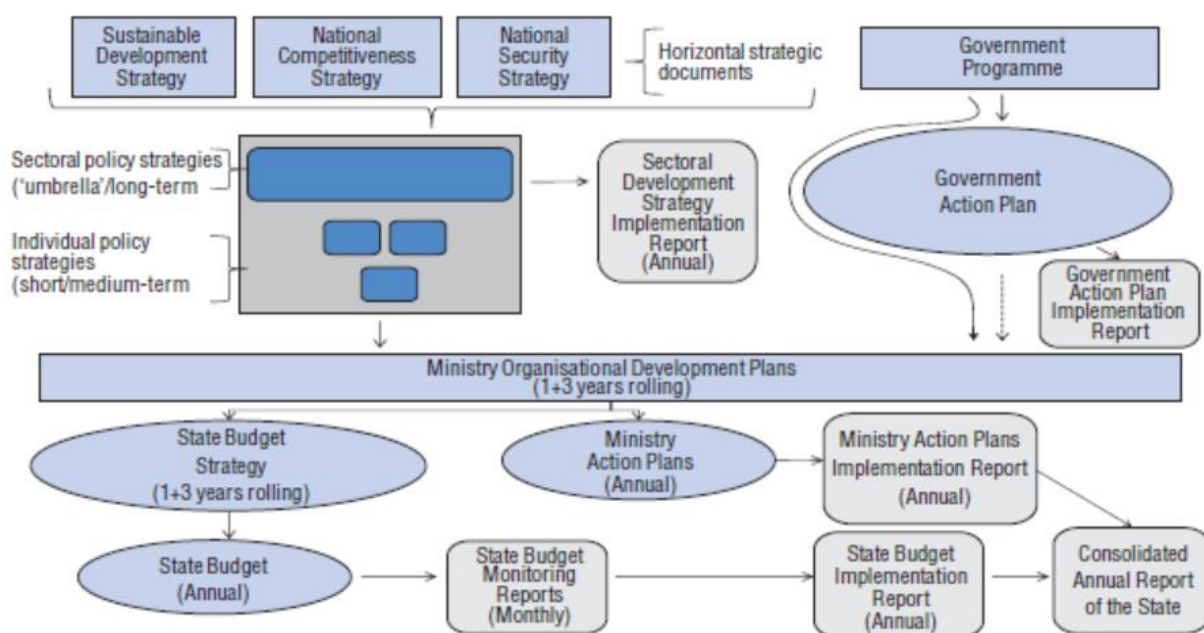 Sustainable
Development
Strategy
National
Competitiveness
Strategy
National
Security
Strategy
Horizontal strategic
documents
Government
Programme
Sectoral policy strategies
('umbrella'/long-term
Individual policy
strategies
(short/medium-term
Sectoral
Development
Strategy
Implementation
Report
(Annual)
Government
Action Plan
Government
Action Plan
Implementation
Report
Ministry Organisational Development Plans
(1+3 years rolling)
State Budget
Strategy
(1+3 years rolling)
Ministry
Action Plans
(Annual)
Ministry Action Plans
Implementation Report
(Annual)
State Budget
(Annual)
State Budget
Monitoring
Reports
(Monthly)
State Budget
Implementation
Report
(Annual)
Consolidated
Annual Report
of the State